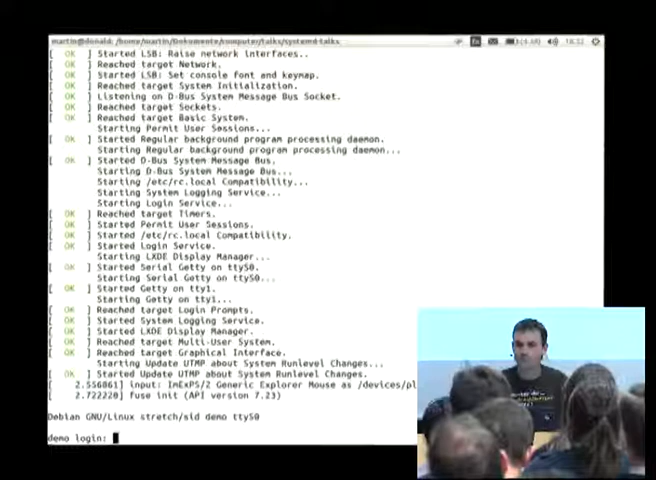 martin@donald: /home/martin/Dokumente/computer/talks/systemd-talks
[ OK ] Started LSB: Raise network interfaces..
[ OK ] Reached target Network.
[ OK ] Started LSB: Set console font and keymap.
[ OK ] Reached target System Initialization.
[ OK ] Listening on D-Bus System Message Bus Socket.
[ OK ] Reached target Sockets.
[ OK ] Reached target Basic System.
Starting Permit User Sessions...
[ OK ] Started Regular background program processing daemon.
Starting Regular background program processing daemon...
[ OK ] Started D-Bus System Message Bus.
Starting D-Bus System Message Bus...
Starting /etc/rc.local Compatibility...
Starting System Logging Service...
Starting Login Service...
[ OK ] Reached target Timers.
[ OK ] Started Permit User Sessions.
[ OK ] Started /etc/rc.local Compatibility.
[ OK ] Started Login Service.
Starting LXDE Display Manager...
[ OK ] Started Serial Getty on ttyS0.
Starting Serial Getty on ttyS0...
[ OK ] Started Getty on tty1.
Starting Getty on tty1...
[ OK ] Reached target Login Prompts.
[ OK ] Started System Logging Service.
[ OK ] Started LXDE Display Manager.
[ OK ] Reached target Multi-User System.
[ OK ] Reached target Graphical Interface.
Starting Update UTMP about System Runlevel Changes...
[ OK ] Started Update UTMP about System Runlevel Changes.
[ 2.556861] input: ImExPS/2 Generic Explorer Mouse as /devices/pl
[ 2.722220] fuse init (API version 7.23)
Debian GNU/Linux stretch/sid demo ttyS0
demo login: